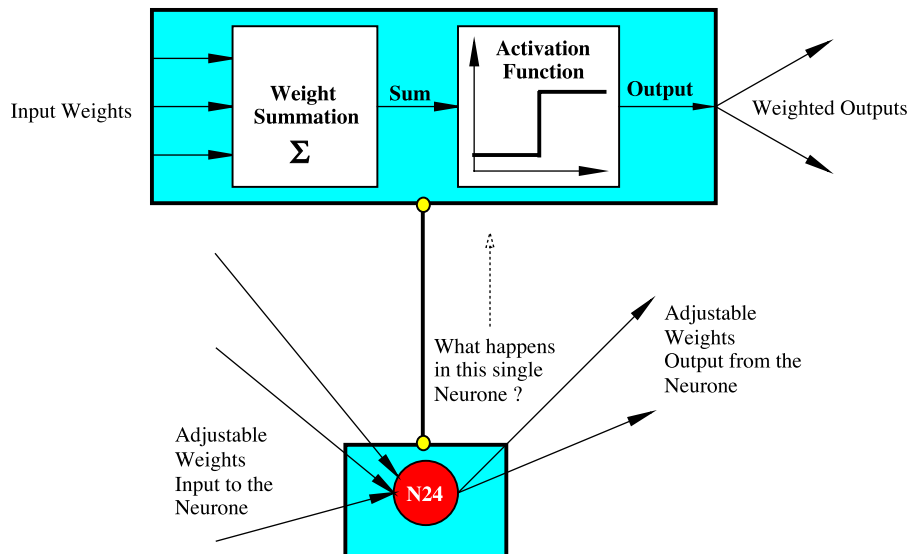 Activation
Function
Weight
Summation
Σ
Sum
Output
Input Weights
Weighted Outputs
What happens
in this single
Neurone ?
Adjustable
Weights
Output from the
Neurone
Adjustable
Weights
Input to the
Neurone
N24